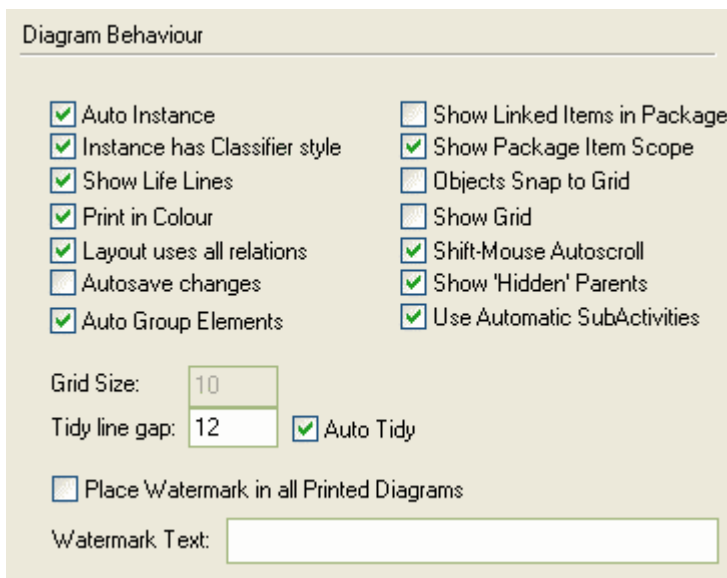 Diagram Behaviour
Auto Instance
Instance has Classifier style
Show Life Lines
Print in Colour
Layout uses all relations
Autosave changes
Auto Group Elements
Show Linked Items in Package
Show Package Item Scope
Objects Snap to Grid
Show Grid
Shift-Mouse Autoscroll
Show 'Hidden' Parents
Use Automatic SubActivities
Grid Size: 10
Tidy line gap: 12 Auto Tidy
Place Watermark in all Printed Diagrams
Watermark Text: